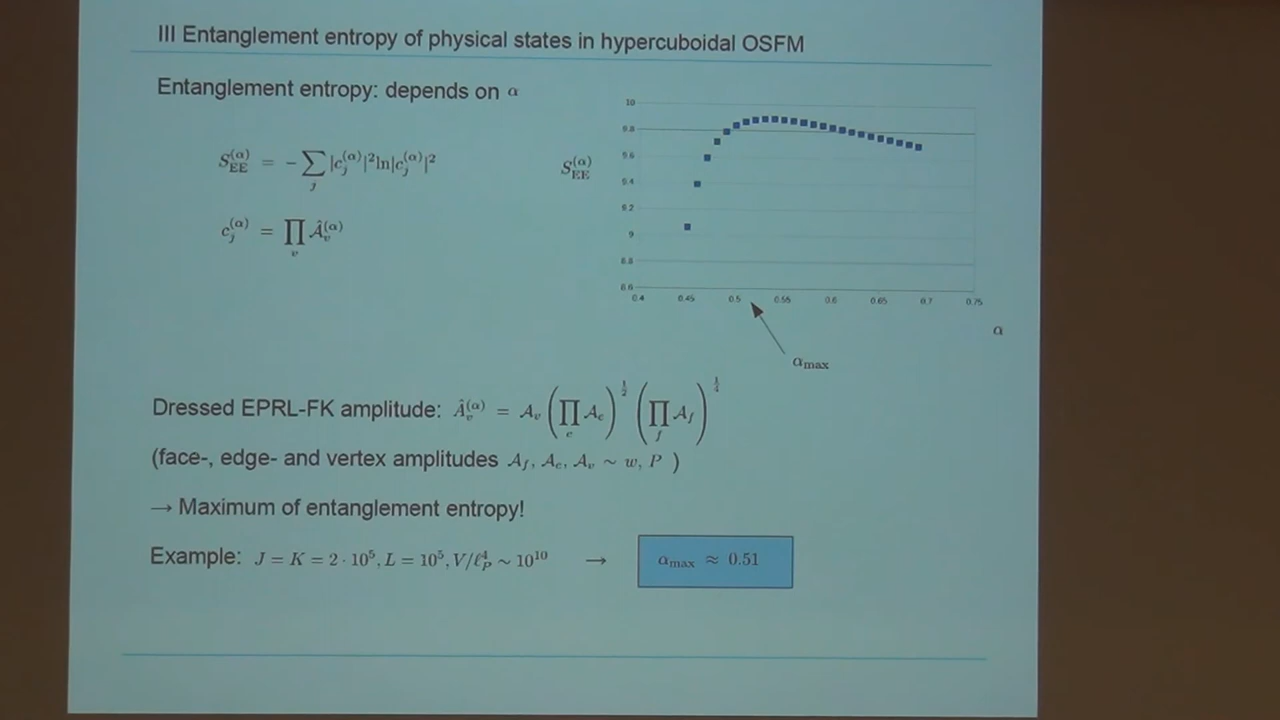 III Entanglement entropy of physical states in hypercuboidal OSFM
Entanglement entropy: depends on α
S_EE^(α) = − ∑_j |c_j^(α)|² ln|c_j^(α)|²
c_j^(α) = ∏_v Â_v^(α)
S_EE^(α)
10
9.8
9.6
9.4
9.2
9
8.8
8.6
0.4 0.45 0.5 0.55 0.6 0.65 0.7 0.75
α
α_max
Dressed EPRL-FK amplitude: Â_v^(α) = A_v (∏_e A_e)^(1/2) (∏_f A_f)^(1/4)
(face-, edge- and vertex amplitudes A_f, A_e, A_v ~ w, P )
→ Maximum of entanglement entropy!
Example: J = K = 2 · 10⁵, L = 10⁵, V/ℓ_P⁴ ~ 10¹⁰ → α_max ≈ 0.51